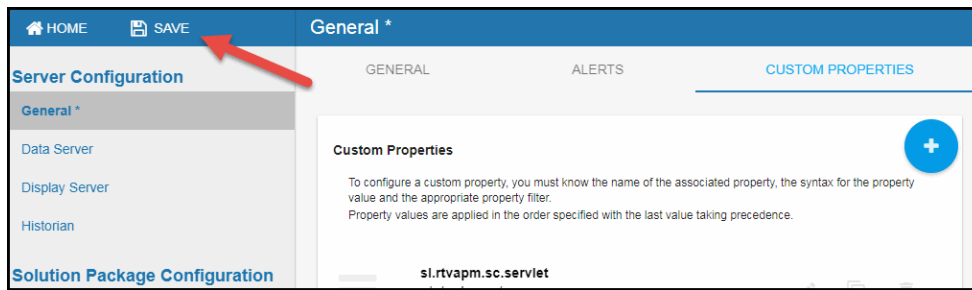 HOME SAVE General *
GENERAL ALERTS CUSTOM PROPERTIES
Server Configuration
General *
Data Server
Display Server
Historian
Solution Package Configuration
Custom Properties
To configure a custom property, you must know the name of the associated property, the syntax for the property
value and the appropriate property filter.
Property values are applied in the order specified with the last value taking precedence.
sl.rtvapm.sc.servlet